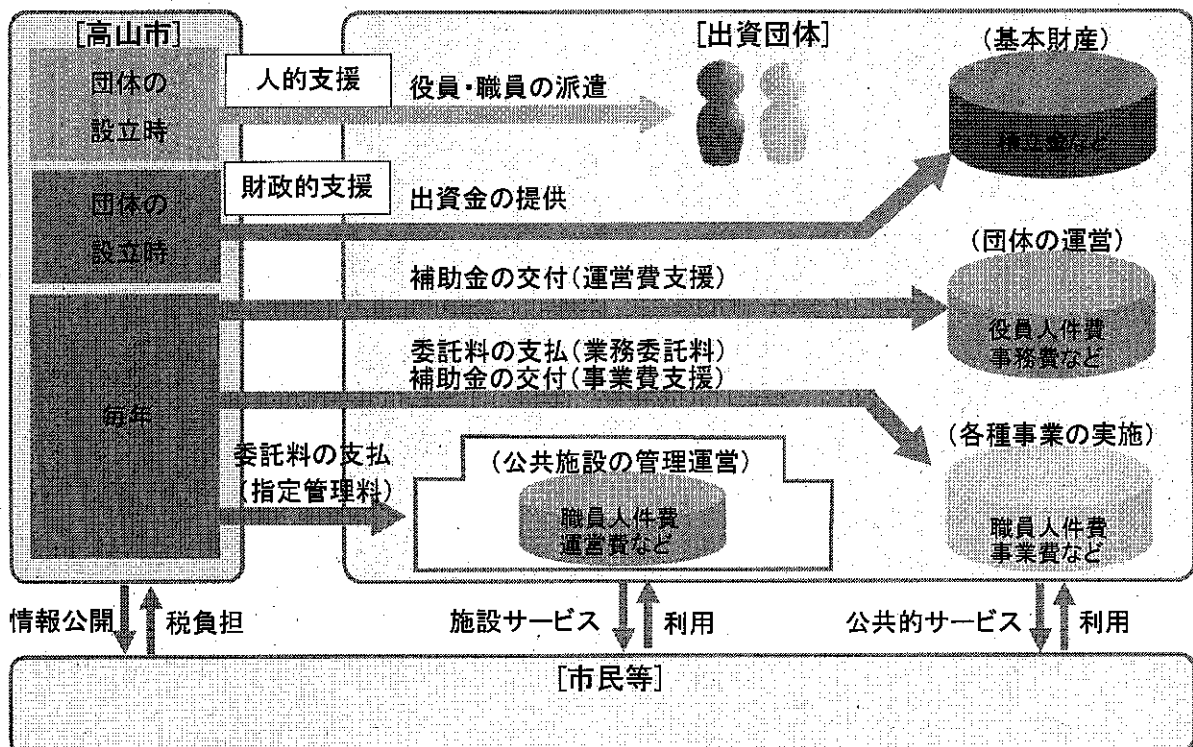 [高山市]
団体の
設立時
人的支援
役員・職員の派遣
[出資団体]
(基本財産)
積立金など
団体の
設立時
財政的支援
出資金の提供
(団体の運営)
補助金の交付(運営費支援)
役員人件費
事務費など
毎年
委託料の支払(業務委託料)
補助金の交付(事業費支援)
(各種事業の実施)
職員人件費
事業費など
委託料の支払
(指定管理料)
(公共施設の管理運営)
職員人件費
運営費など
情報公開
税負担
施設サービス
利用
公共的サービス
利用
[市民等]